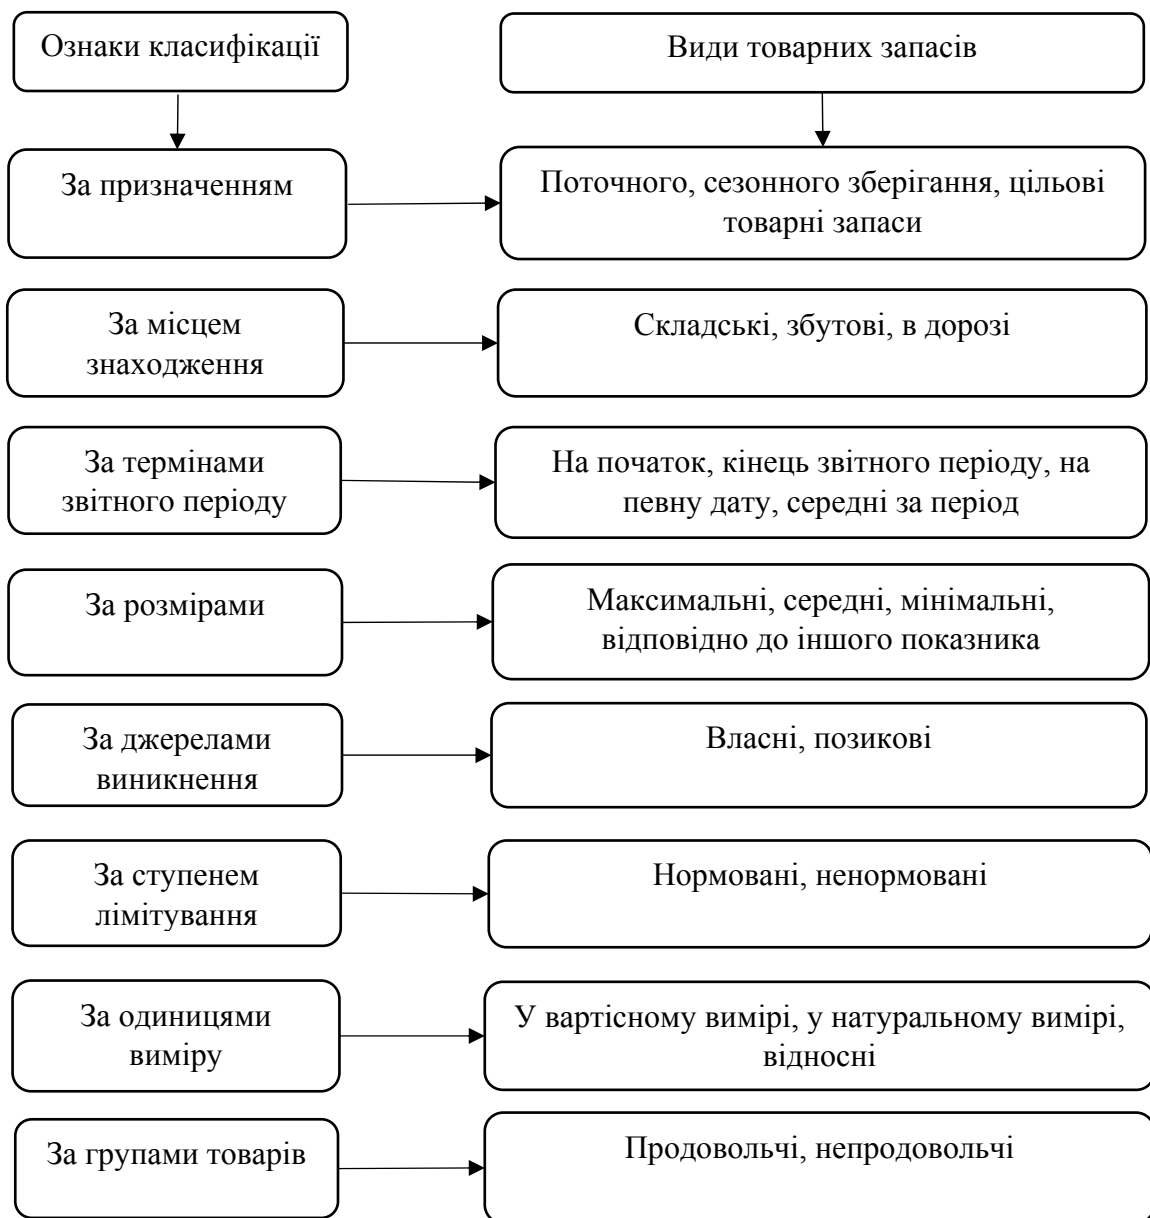 Ознаки класифікації
Види товарних запасів
За призначенням
Поточного, сезонного зберігання, цільові
товарні запаси
За місцем
знаходження
Складські, збутові, в дорозі
За термінами
звітного періоду
На початок, кінець звітного періоду, на
певну дату, середні за період
За розмірами
Максимальні, середні, мінімальні,
відповідно до іншого показника
За джерелами
виникнення
Власні, позикові
За ступенем
лімітування
Нормовані, ненормовані
За одиницями
виміру
У вартісному вимірі, у натуральному вимірі,
відносні
За групами товарів
Продовольчі, непродовольчі